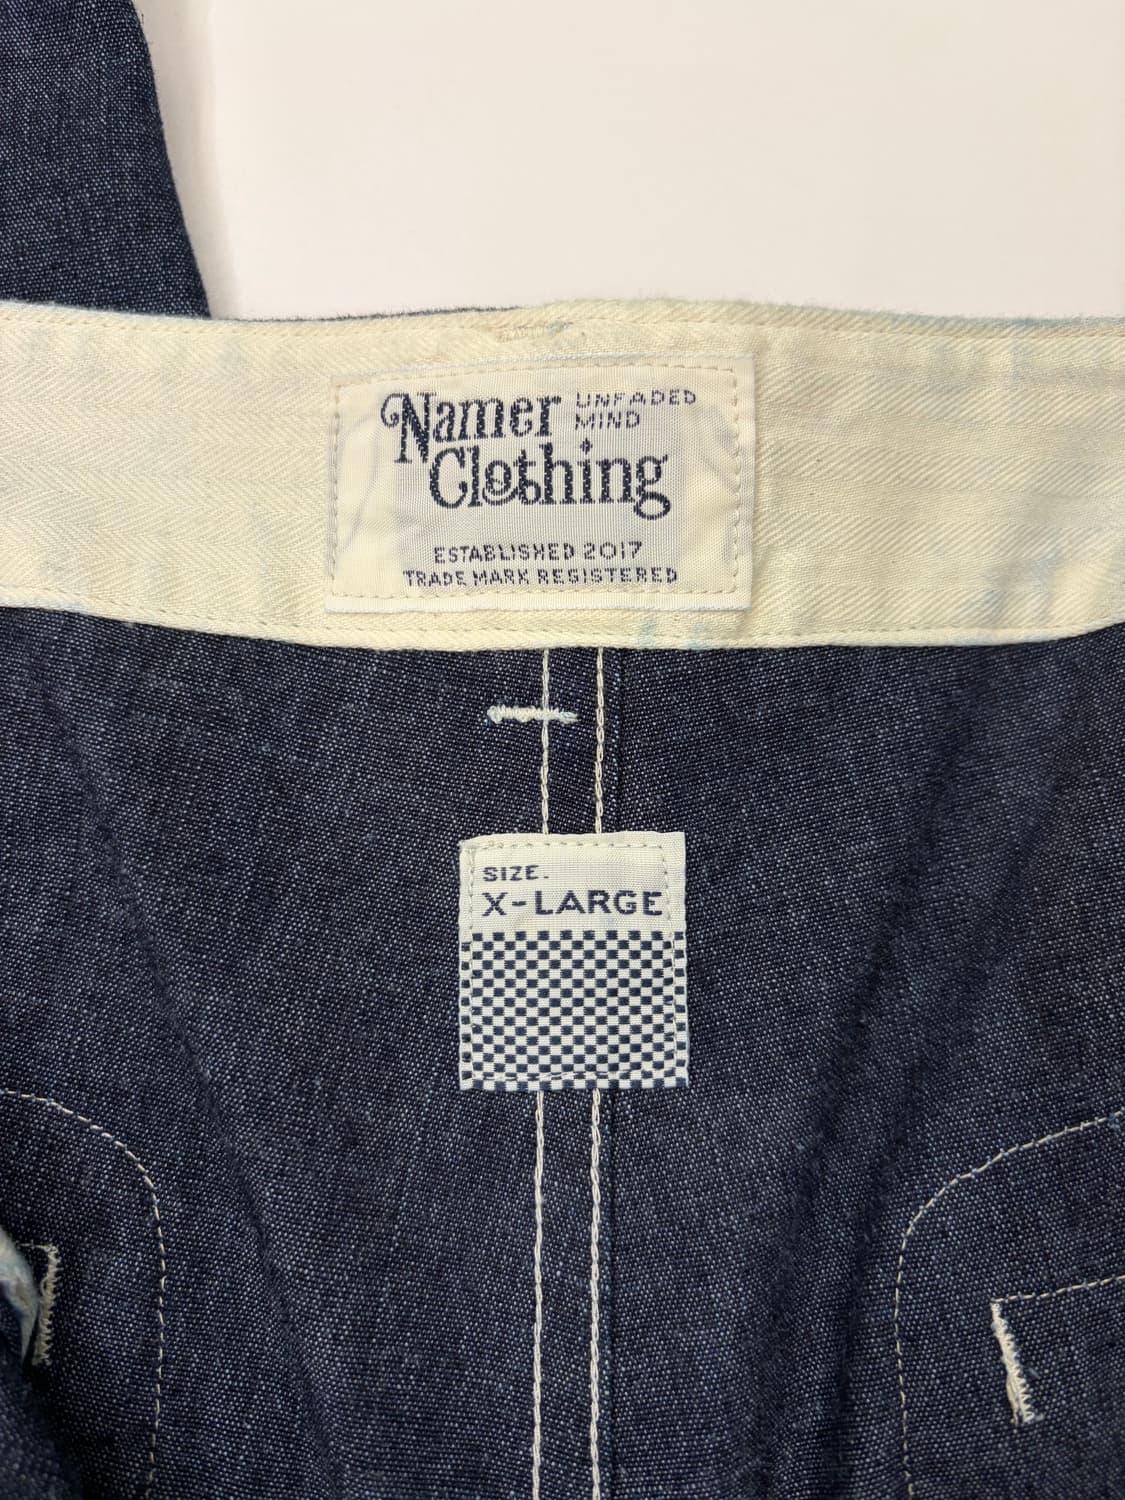 Namer UNFADED
MIND
Clothing
ESTABLISHED 2017
TRADE MARK REGISTERED
SIZE.
X-LARGE